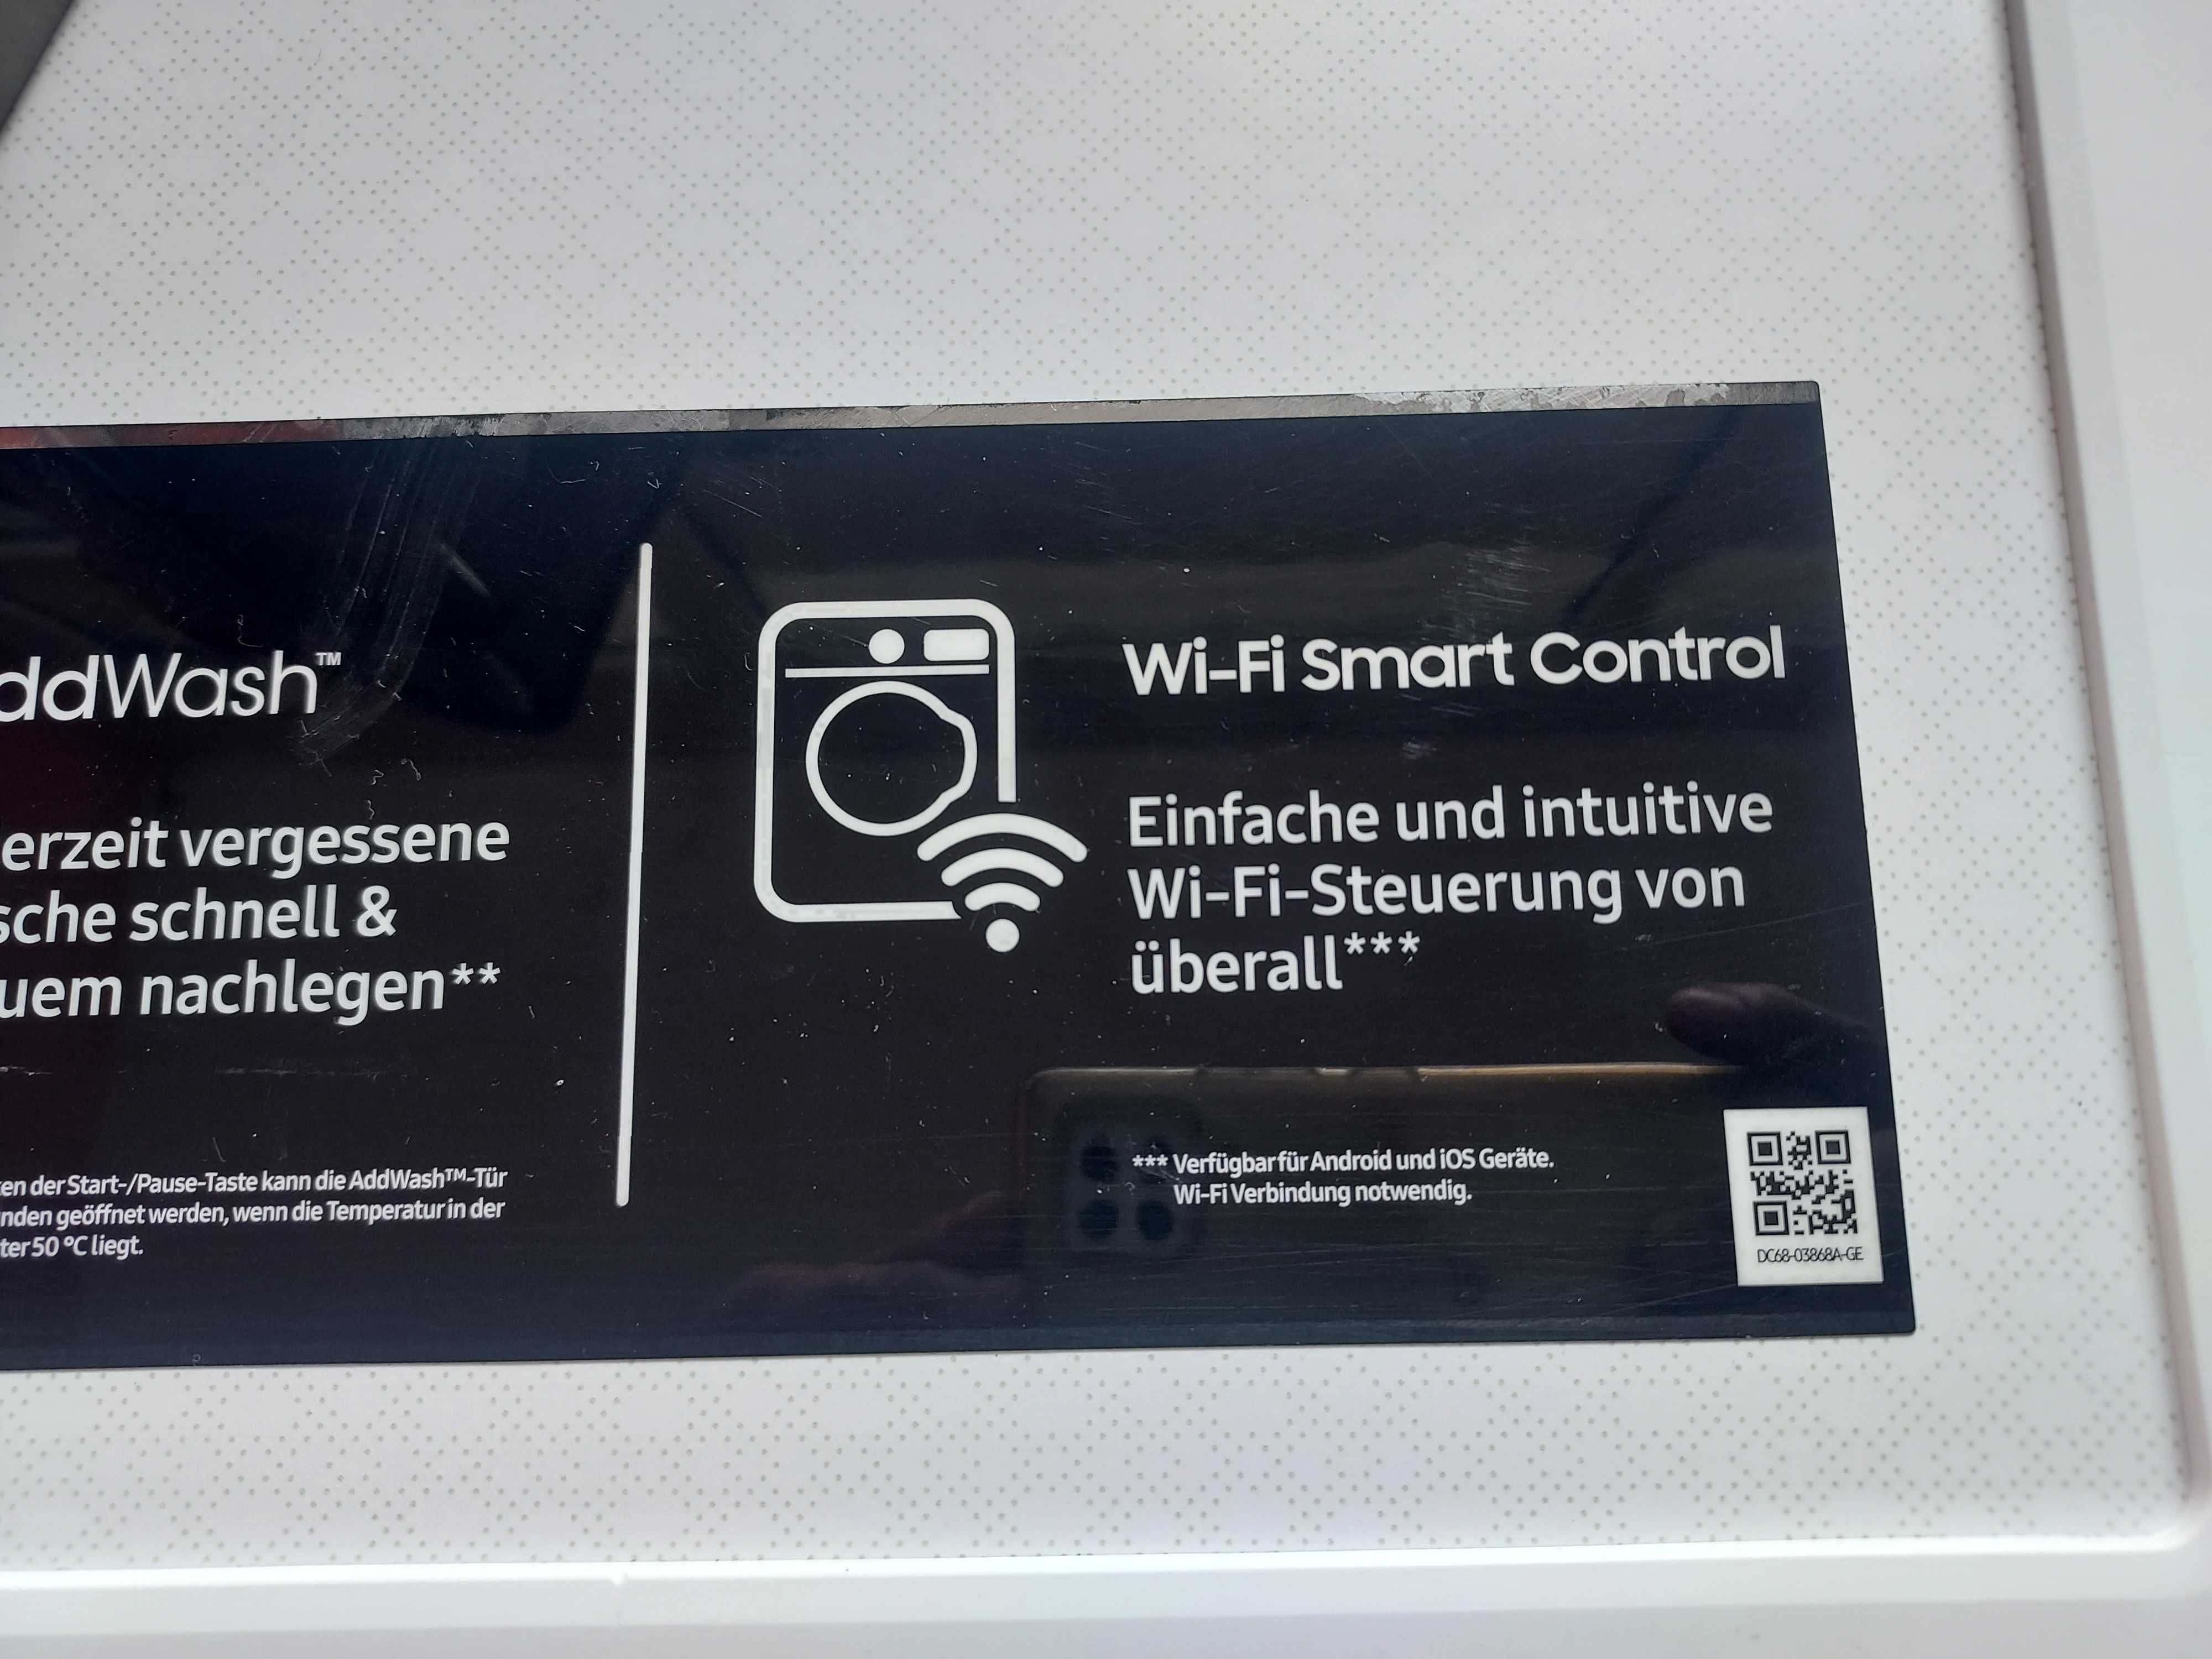 ddWash™
erzeit vergessene
sche schnell &
uem nachlegen**
en der Start-/Pause-Taste kann die AddWash™-Tür
nden geöffnet werden, wenn die Temperatur in der
ter 50 °C liegt.
Wi-Fi Smart Control
Einfache und intuitive
Wi-Fi-Steuerung von
überall***
*** Verfügbar für Android und iOS Geräte.
Wi-Fi Verbindung notwendig.
DC68-03868A-GE